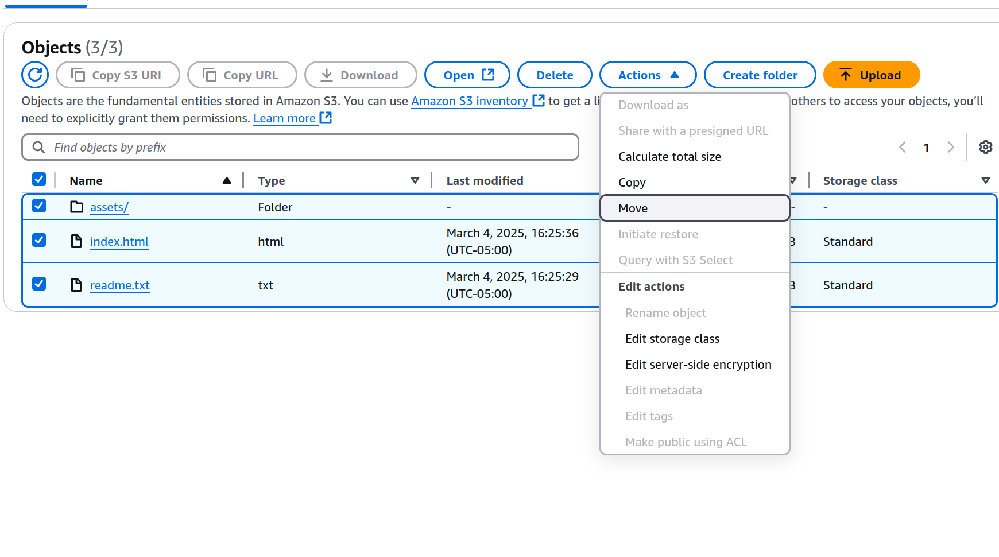 Objects (3/3)
Copy S3 URI Copy URL Download Open Delete Actions Create folder Upload
Objects are the fundamental entities stored in Amazon S3. You can use Amazon S3 inventory to get a li others to access your objects, you'll
need to explicitly grant them permissions. Learn more
Find objects by prefix
1
Name Type Last modified Storage class
assets/ Folder - - -
index.html html March 4, 2025, 16:25:36 (UTC-05:00) B Standard
readme.txt txt March 4, 2025, 16:25:29 (UTC-05:00) B Standard
Download as
Share with a presigned URL
Calculate total size
Copy
Move
Initiate restore
Query with S3 Select
Edit actions
Rename object
Edit storage class
Edit server-side encryption
Edit metadata
Edit tags
Make public using ACL